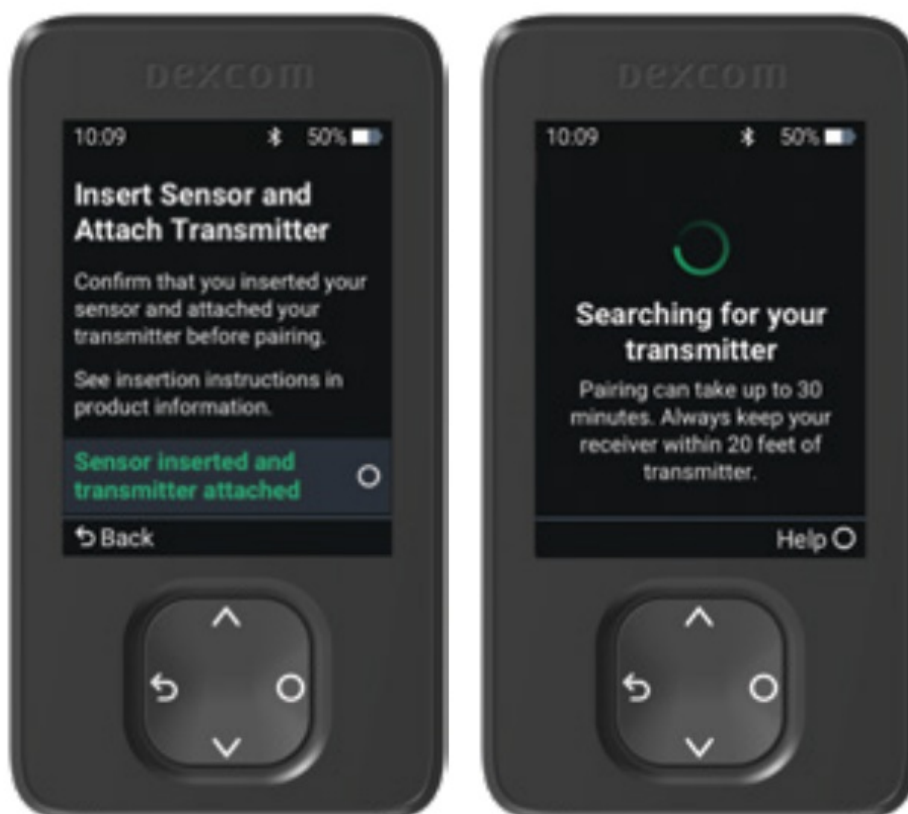 Dexcom
10:09 50%
Insert Sensor and
Attach Transmitter
Confirm that you inserted your
sensor and attached your
transmitter before pairing.
See insertion instructions in
product information.
Sensor inserted and
transmitter attached
Back
Dexcom
10:09 50%
Searching for your
transmitter
Pairing can take up to 30
minutes. Always keep your
receiver within 20 feet of
transmitter.
Help